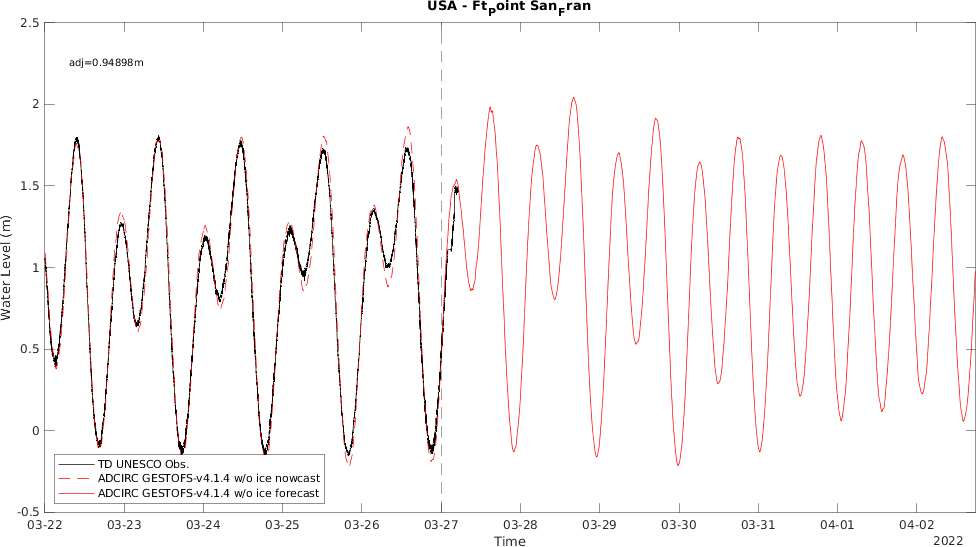 USA - Ft_Point San_Fran
2.5
adj=0.94898m
2
1.5
1
0.5
0
-0.5
Water Level (m)
TD UNESCO Obs.
ADCIRC GESTOFS-v4.1.4 w/o ice nowcast
ADCIRC GESTOFS-v4.1.4 w/o ice forecast
03-22 03-23 03-24 03-25 03-26 03-27 03-28 03-29 03-30 03-31 04-01 04-02
Time
2022